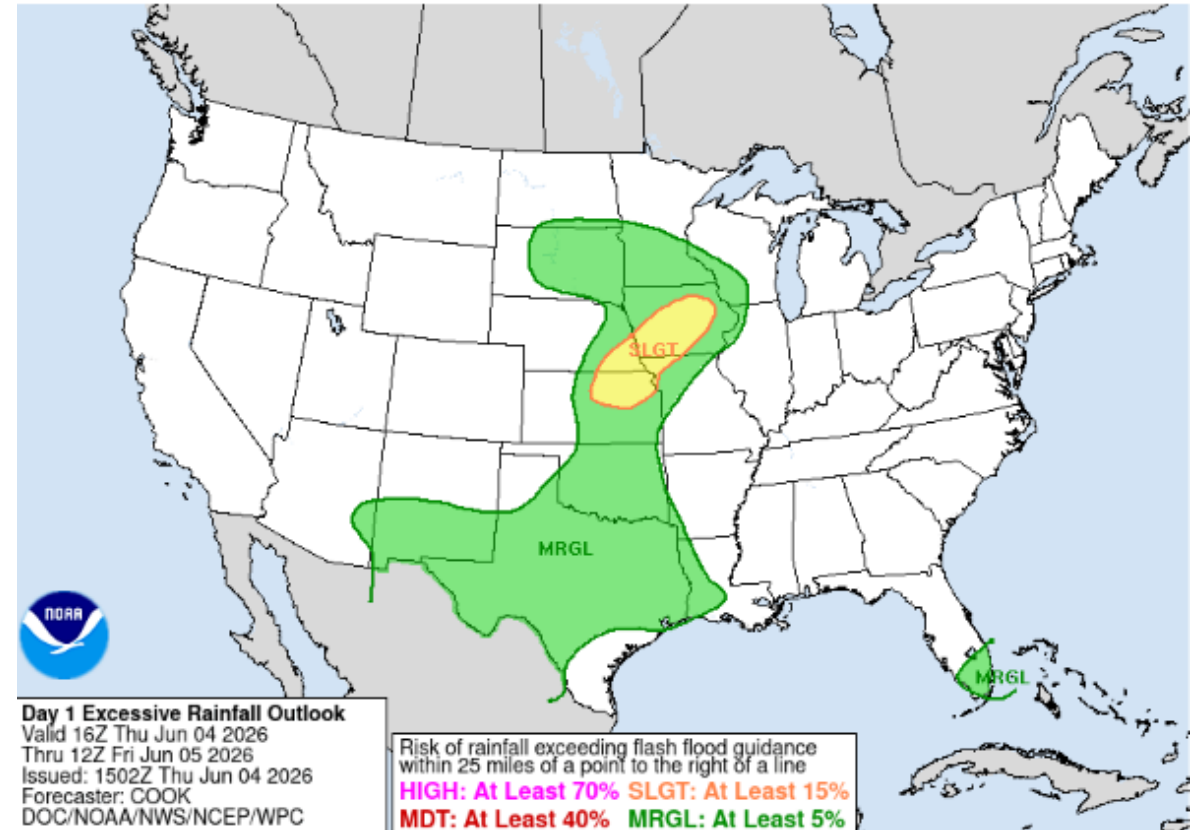 SLGT
MRGL
MRGL
NOAA
Day 1 Excessive Rainfall Outlook
Valid 16Z Thu Jun 04 2026
Thru 12Z Fri Jun 05 2026
Issued: 1502Z Thu Jun 04 2026
Forecaster: COOK
DOC/NOAA/NWS/NCEP/WPC
Risk of rainfall exceeding flash flood guidance
within 25 miles of a point to the right of a line
HIGH: At Least 70% SLGT: At Least 15%
MDT: At Least 40% MRGL: At Least 5%